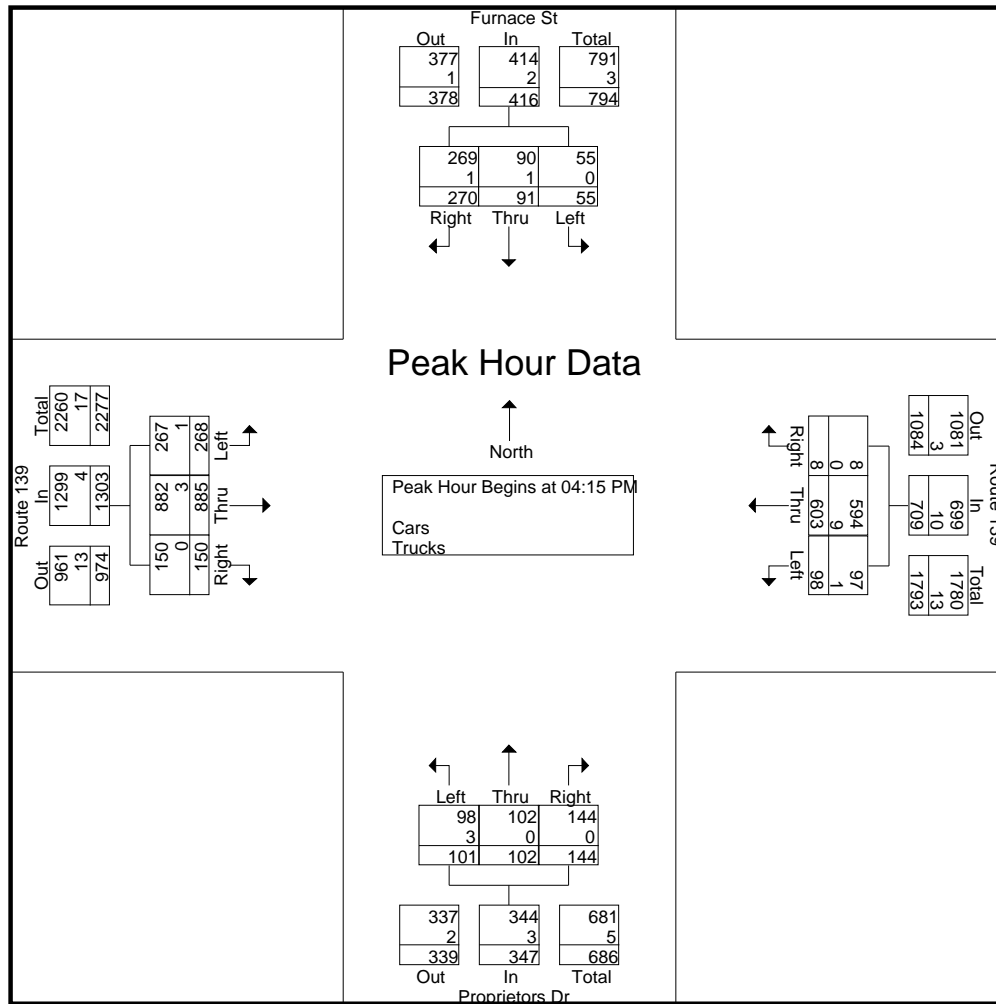 Furnace St
Out In Total
377 414 791
1 2 3
378 416 794
269 90 55
1 1 0
270 91 55
Right Thru Left
Peak Hour Data
North
Peak Hour Begins at 04:15 PM
Cars
Trucks
Route 139
Total In Out
2260 1299 961
17 4 13
2277 1303 974
267 882 150
1 3 0
268 885 150
Left Thru Right
Route 139
Out In Total
1081 699 1780
3 10 13
1084 709 1793
8 594 97
0 9 1
8 603 98
Right Thru Left
Left Thru Right
98 102 144
3 0 0
101 102 144
337 344 681
2 3 5
339 347 686
Out In Total
Proprietors Dr